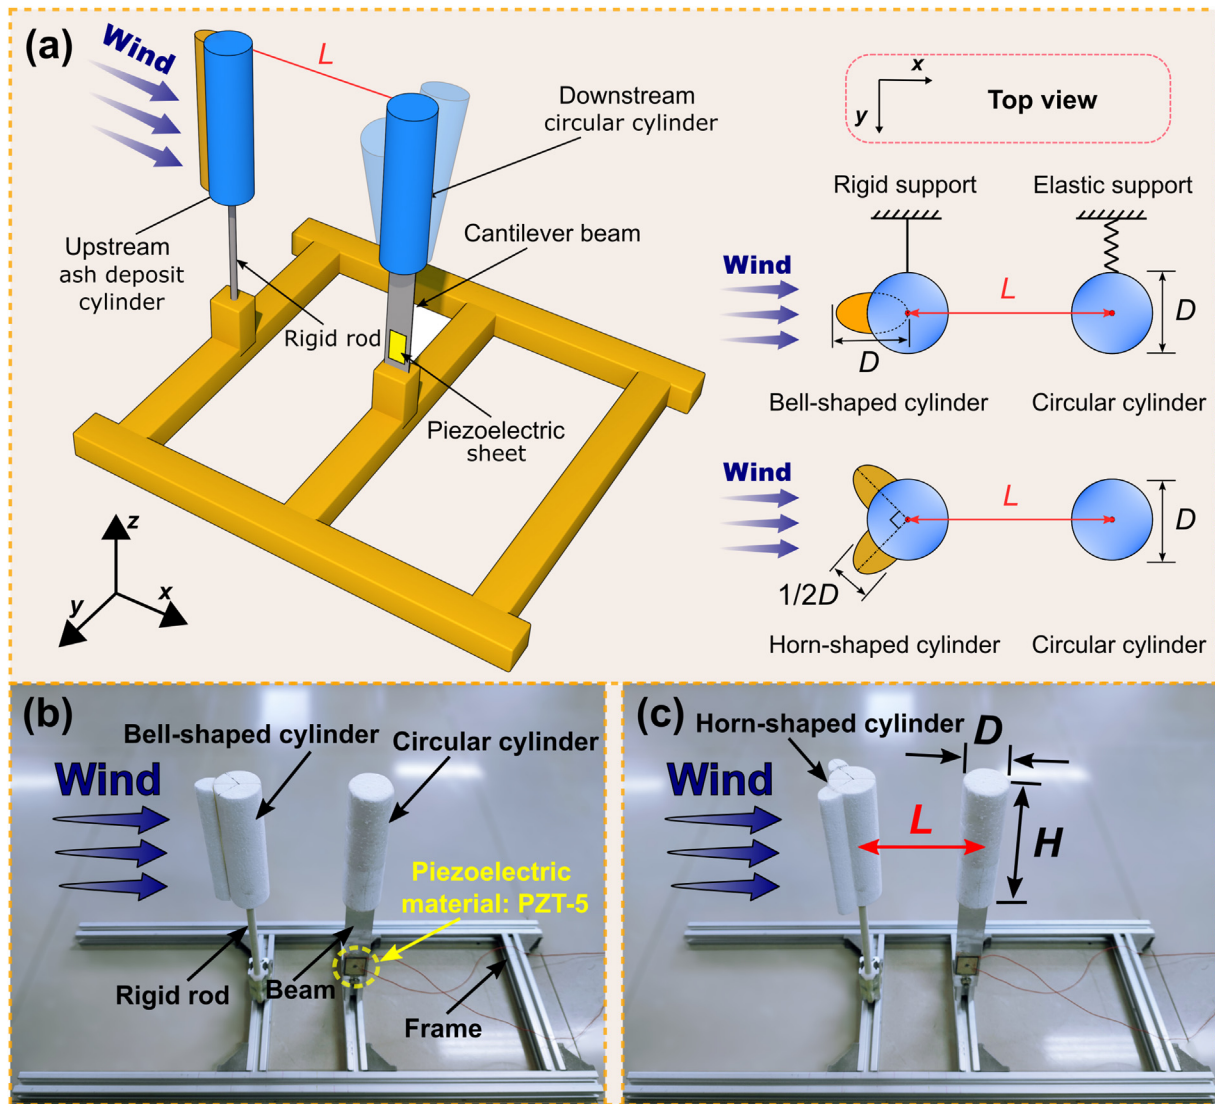 (a)
Wind
L
Downstream
circular cylinder
Upstream
ash deposit
cylinder
Cantilever beam
Rigid rod
Piezoelectric
sheet
z
y
x
x
y
Top view
Rigid support
Elastic support
Wind
L
D
D
Bell-shaped cylinder
Circular cylinder
Wind
L
D
1/2D
Horn-shaped cylinder
Circular cylinder
(b)
Bell-shaped cylinder
Circular cylinder
Wind
Piezoelectric
material: PZT-5
Rigid rod
Beam
Frame
(c)
Horn-shaped cylinder
D
Wind
L
H